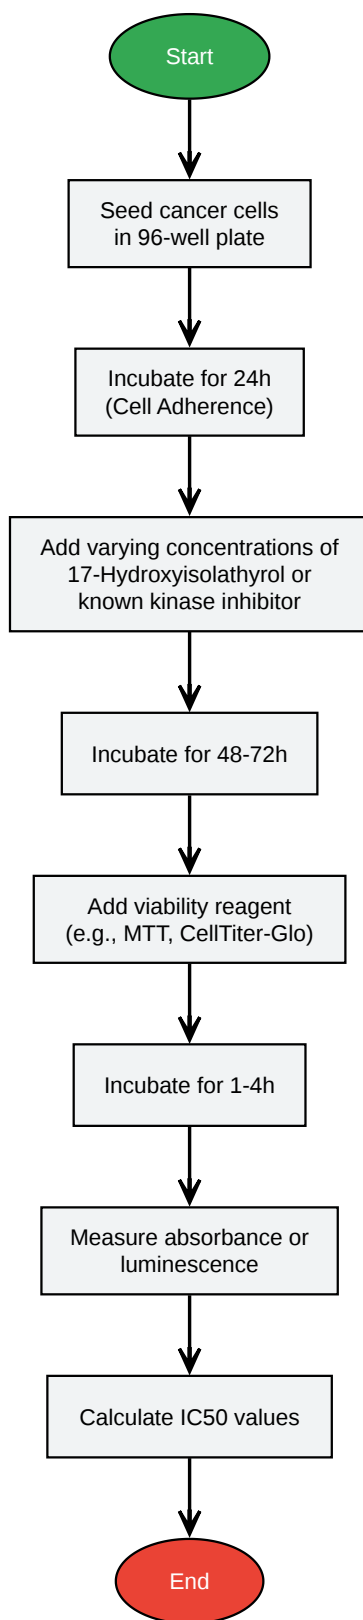 Start
Seed cancer cells
in 96-well plate
Incubate for 24h
(Cell Adherence)
Add varying concentrations of
17-Hydroxyisolathyrol or
known kinase inhibitor
Incubate for 48-72h
Add viability reagent
(e.g., MTT, CellTiter-Glo)
Incubate for 1-4h
Measure absorbance or
luminescence
Calculate IC50 values
End